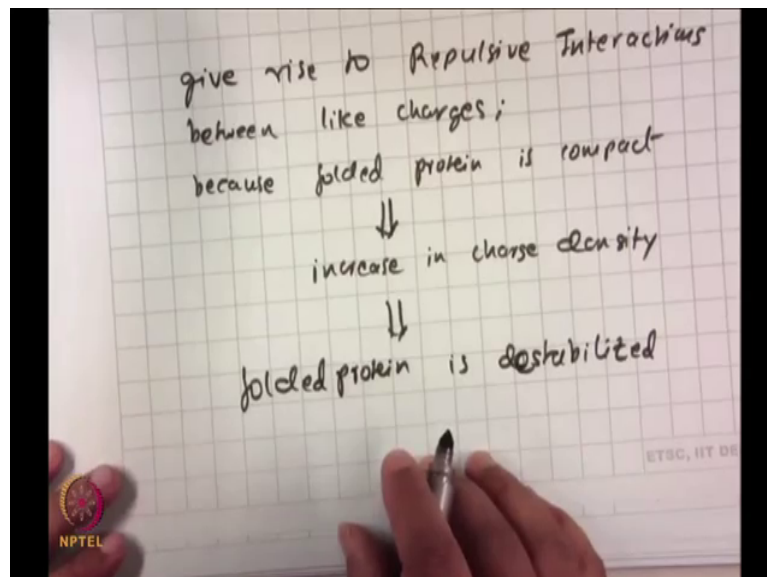 give rise to Repulsive Interactions
between like charges;
because folded protein is compact
⇓
increase in charge density
⇓
folded protein is destabilized
ETSC, IIT DE
NPTEL